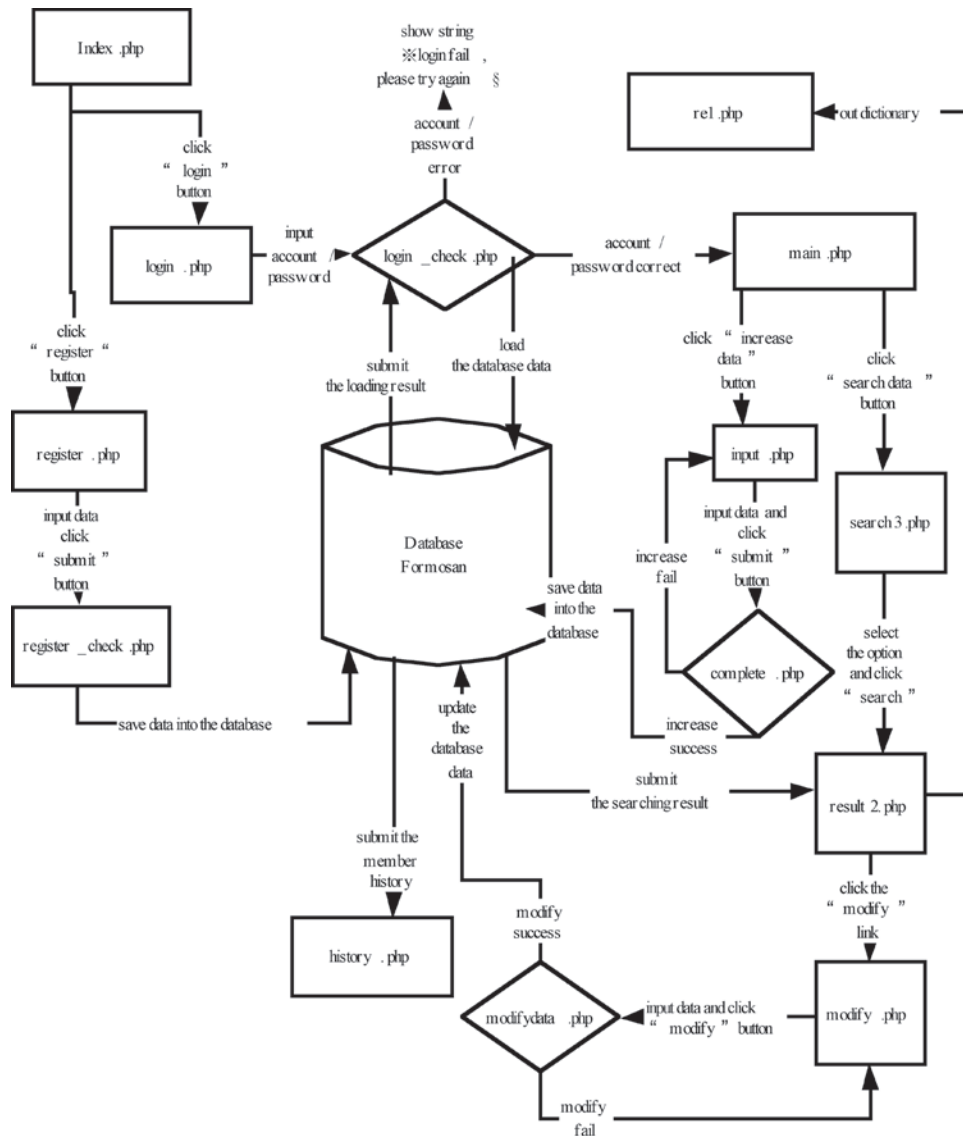 Index .php
show string
※login fail ,
please try again §
rel .php
out dictionary
account /
password
error
click
“ login ”
button
login .php
input
account /
password
login _check .php
account /
password correct
main .php
click
“ register “
button
submit
the loading result
load
the database data
click “ increase
data ”
button
click
“ search data ”
button
register .php
input .php
input data
click
“ submit ”
button
Database
Formosan
increase
fail
input data and
click
“ submit ”
button
search 3 .php
save data
into the
database
register _ check .php
complete . php
select
the option
and click
“ search ”
save data into the database
update
the
database
data
increase
success
submit
the searching result
result 2. php
submit the
member
history
click the
“ modify ”
link
modify
success
history . php
modifydata . php
input data and click
“ modify ” button
modify .php
modify
fail